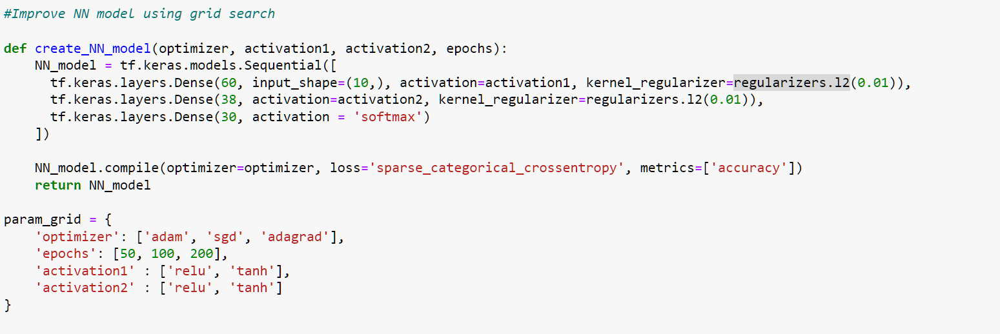 #Improve NN model using grid search
def create_NN_model(optimizer, activation1, activation2, epochs):
    NN_model = tf.keras.models.Sequential([
      tf.keras.layers.Dense(60, input_shape=(10,), activation=activation1, kernel_regularizer=regularizers.l2(0.01)),
      tf.keras.layers.Dense(38, activation=activation2, kernel_regularizer=regularizers.l2(0.01)),
      tf.keras.layers.Dense(30, activation = 'softmax')
    ])
    NN_model.compile(optimizer=optimizer, loss='sparse_categorical_crossentropy', metrics=['accuracy'])
    return NN_model
param_grid = {
    'optimizer': ['adam', 'sgd', 'adagrad'],
    'epochs': [50, 100, 200],
    'activation1' : ['relu', 'tanh'],
    'activation2' : ['relu', 'tanh']
}